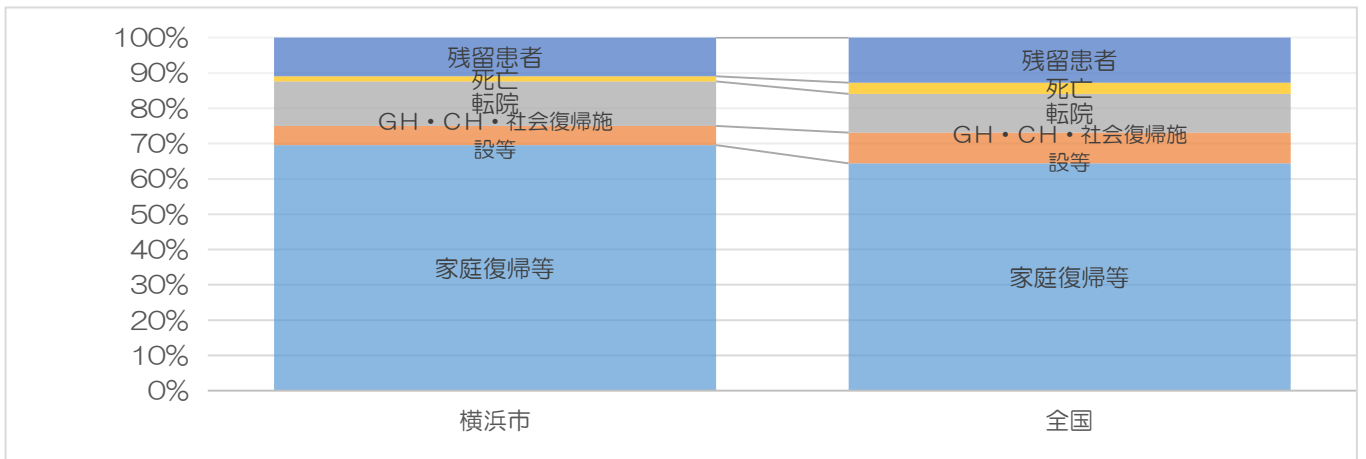 100%
90%
80%
70%
60%
50%
40%
30%
20%
10%
0%
残留患者
死亡
転院
ＧＨ・ＣＨ・社会復帰施
設等
家庭復帰等
残留患者
死亡
転院
ＧＨ・ＣＨ・社会復帰施
設等
家庭復帰等
横浜市
全国